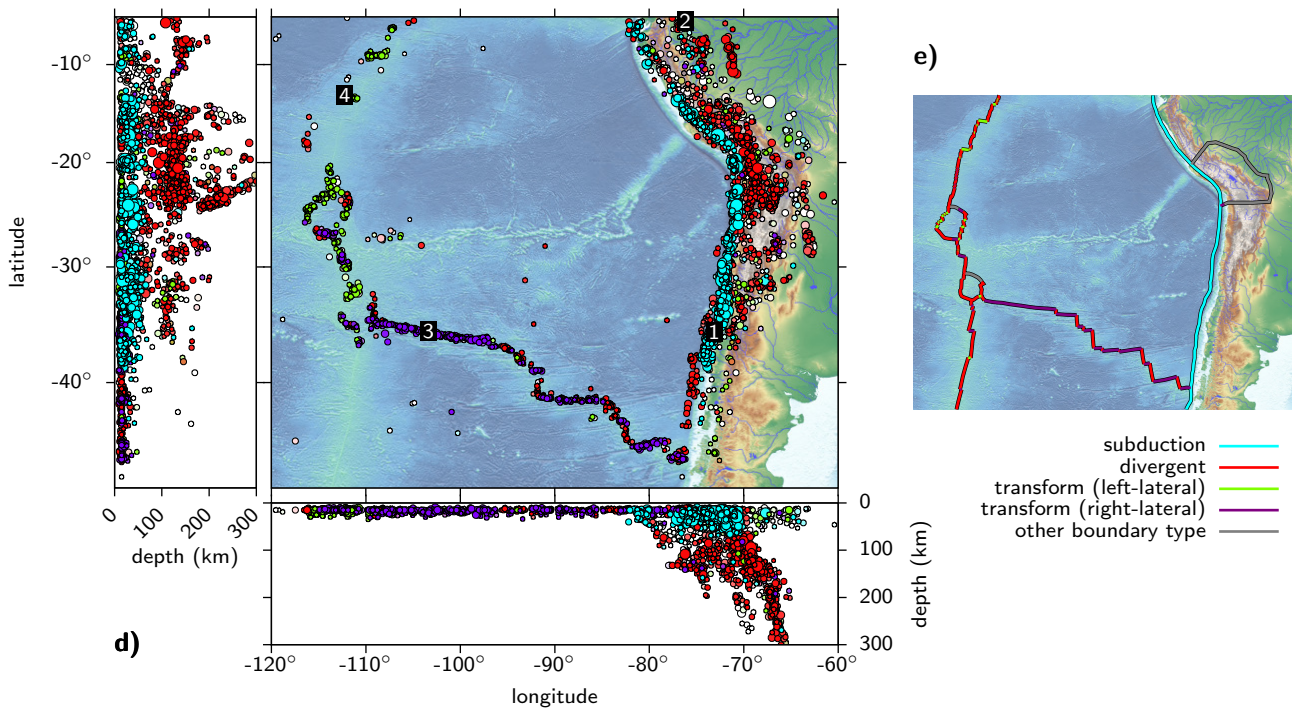 2
e)
-10°
4
-20°
latitude
-30°
3
1
-40°
subduction
divergent
transform (left-lateral)
transform (right-lateral)
other boundary type
0
100
200
300
depth (km)
0
100
200
300
depth (km)
d)
-120°
-110°
-100°
-90°
-80°
-70°
-60°
longitude